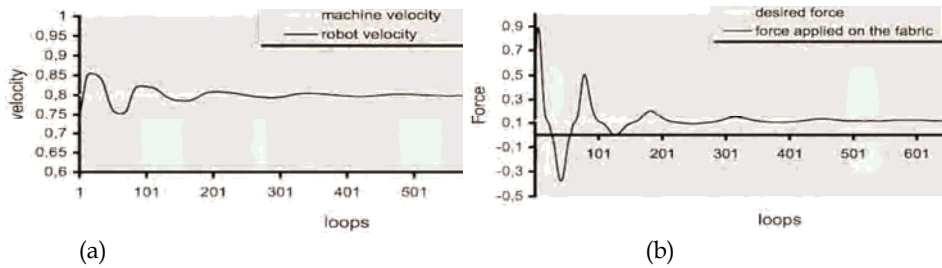 machine velocity
robot velocity
velocity
1
0,95
0,9
0,85
0,8
0,75
0,7
0,65
0,6
1 101 201 301 401 501
loops
(a)
desired force
force applied on the fabric
Force
0,9
0,7
0,5
0,3
0,1
-0,1
-0,3
-0,5
101 201 301 401 501 601
loops
(b)